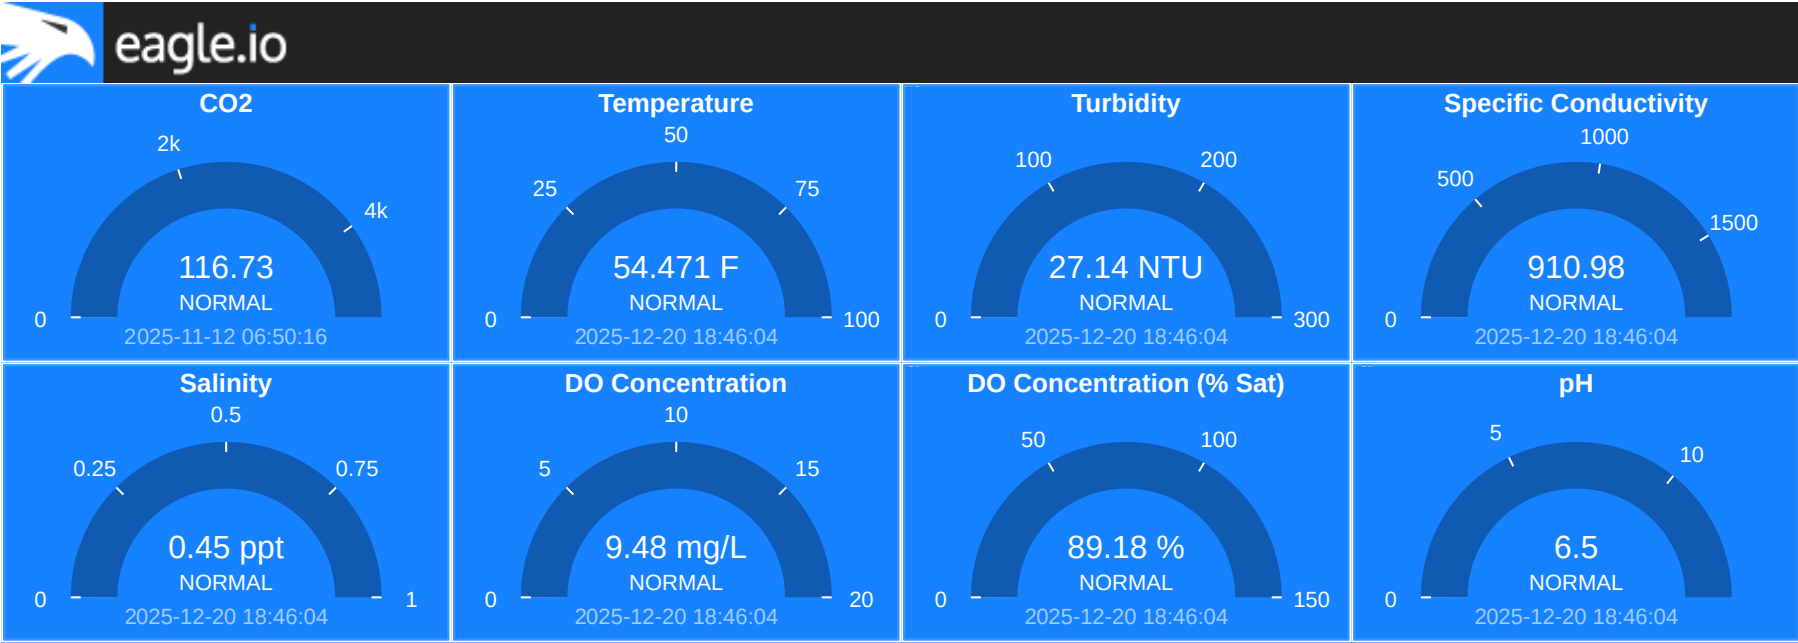 eagle.io
CO2
2k
4k
116.73
NORMAL
0
2025-11-12 06:50:16
Temperature
50
25
75
54.471 F
NORMAL
0
100
2025-12-20 18:46:04
Turbidity
100
200
27.14 NTU
NORMAL
0
300
2025-12-20 18:46:04
Specific Conductivity
1000
500
1500
910.98
NORMAL
0
2025-12-20 18:46:04
Salinity
0.5
0.25
0.75
0.45 ppt
NORMAL
0
1
2025-12-20 18:46:04
DO Concentration
10
5
15
9.48 mg/L
NORMAL
0
20
2025-12-20 18:46:04
DO Concentration (% Sat)
50
100
89.18 %
NORMAL
0
150
2025-12-20 18:46:04
pH
5
10
6.5
NORMAL
0
2025-12-20 18:46:04